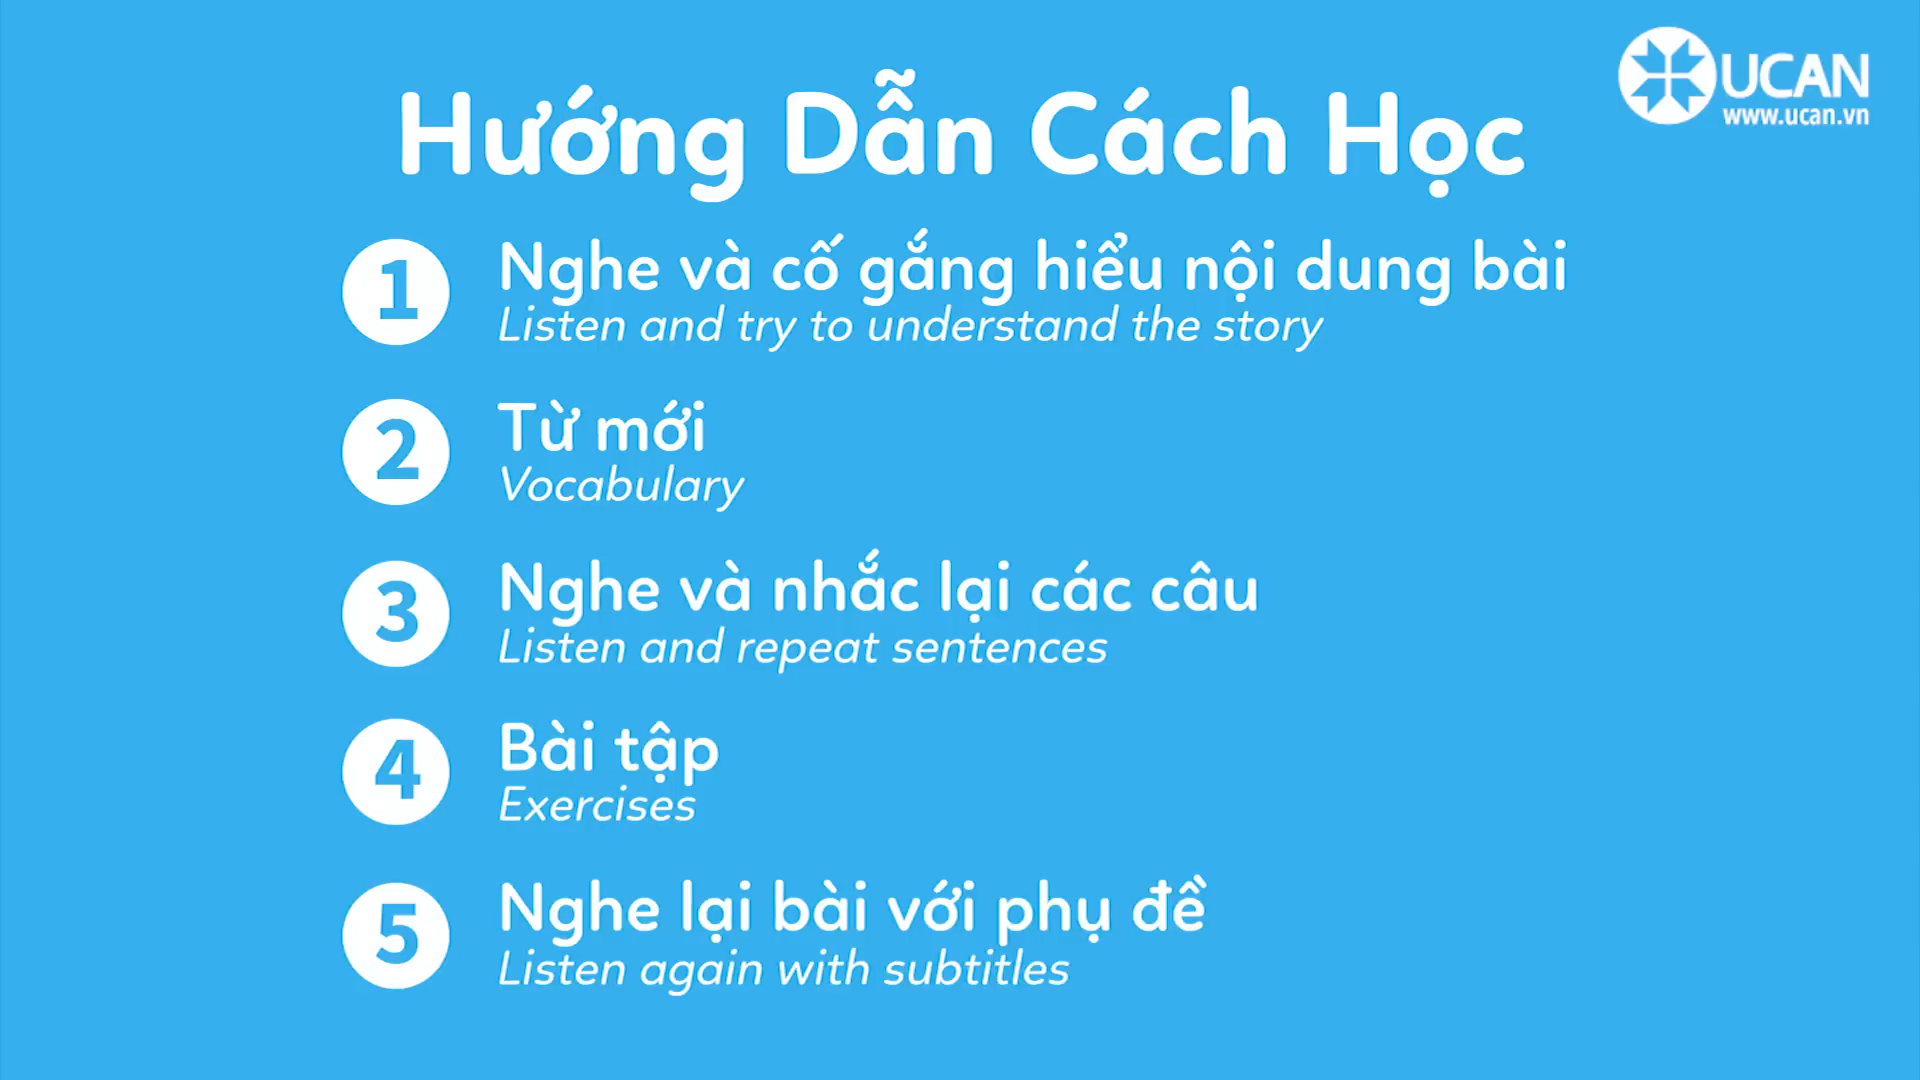 UCAN
www.ucan.vn
Hướng Dẫn Cách Học
1
Nghe và cố gắng hiểu nội dung bài
Listen and try to understand the story
2
Từ mới
Vocabulary
3
Nghe và nhắc lại các câu
Listen and repeat sentences
4
Bài tập
Exercises
5
Nghe lại bài với phụ đề
Listen again with subtitles